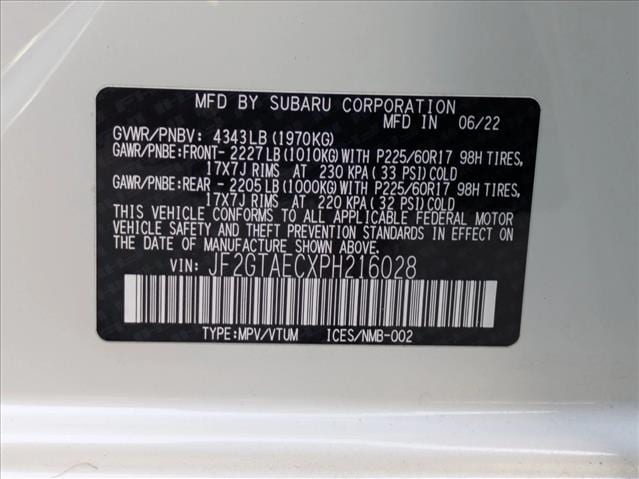 MFD BY SUBARU CORPORATION
MFD IN 06/22
GVWR/PNBV: 4343LB(1970KG)
GAWR/PNBE:FRONT- 2227LB(1010KG)WITH P225/60R17 98H TIRES,
17X7J RIMS AT 230 KPA(33 PSI)COLD
GAWR/PNBE:REAR - 2205LB(1000KG)WITH P225/60R17 98H TIRES,
17X7J RIMS AT 220 KPA(32 PSI)COLD
THIS VEHICLE CONFORMS TO ALL APPLICABLE FEDERAL MOTOR
VEHICLE SAFETY AND THEFT PREVENTION STANDARDS IN EFFECT ON
THE DATE OF MANUFACTURE SHOWN ABOVE.
VIN: JF2GTAECXPH216028
TYPE:MPV/VTUM ICES/NMB-002